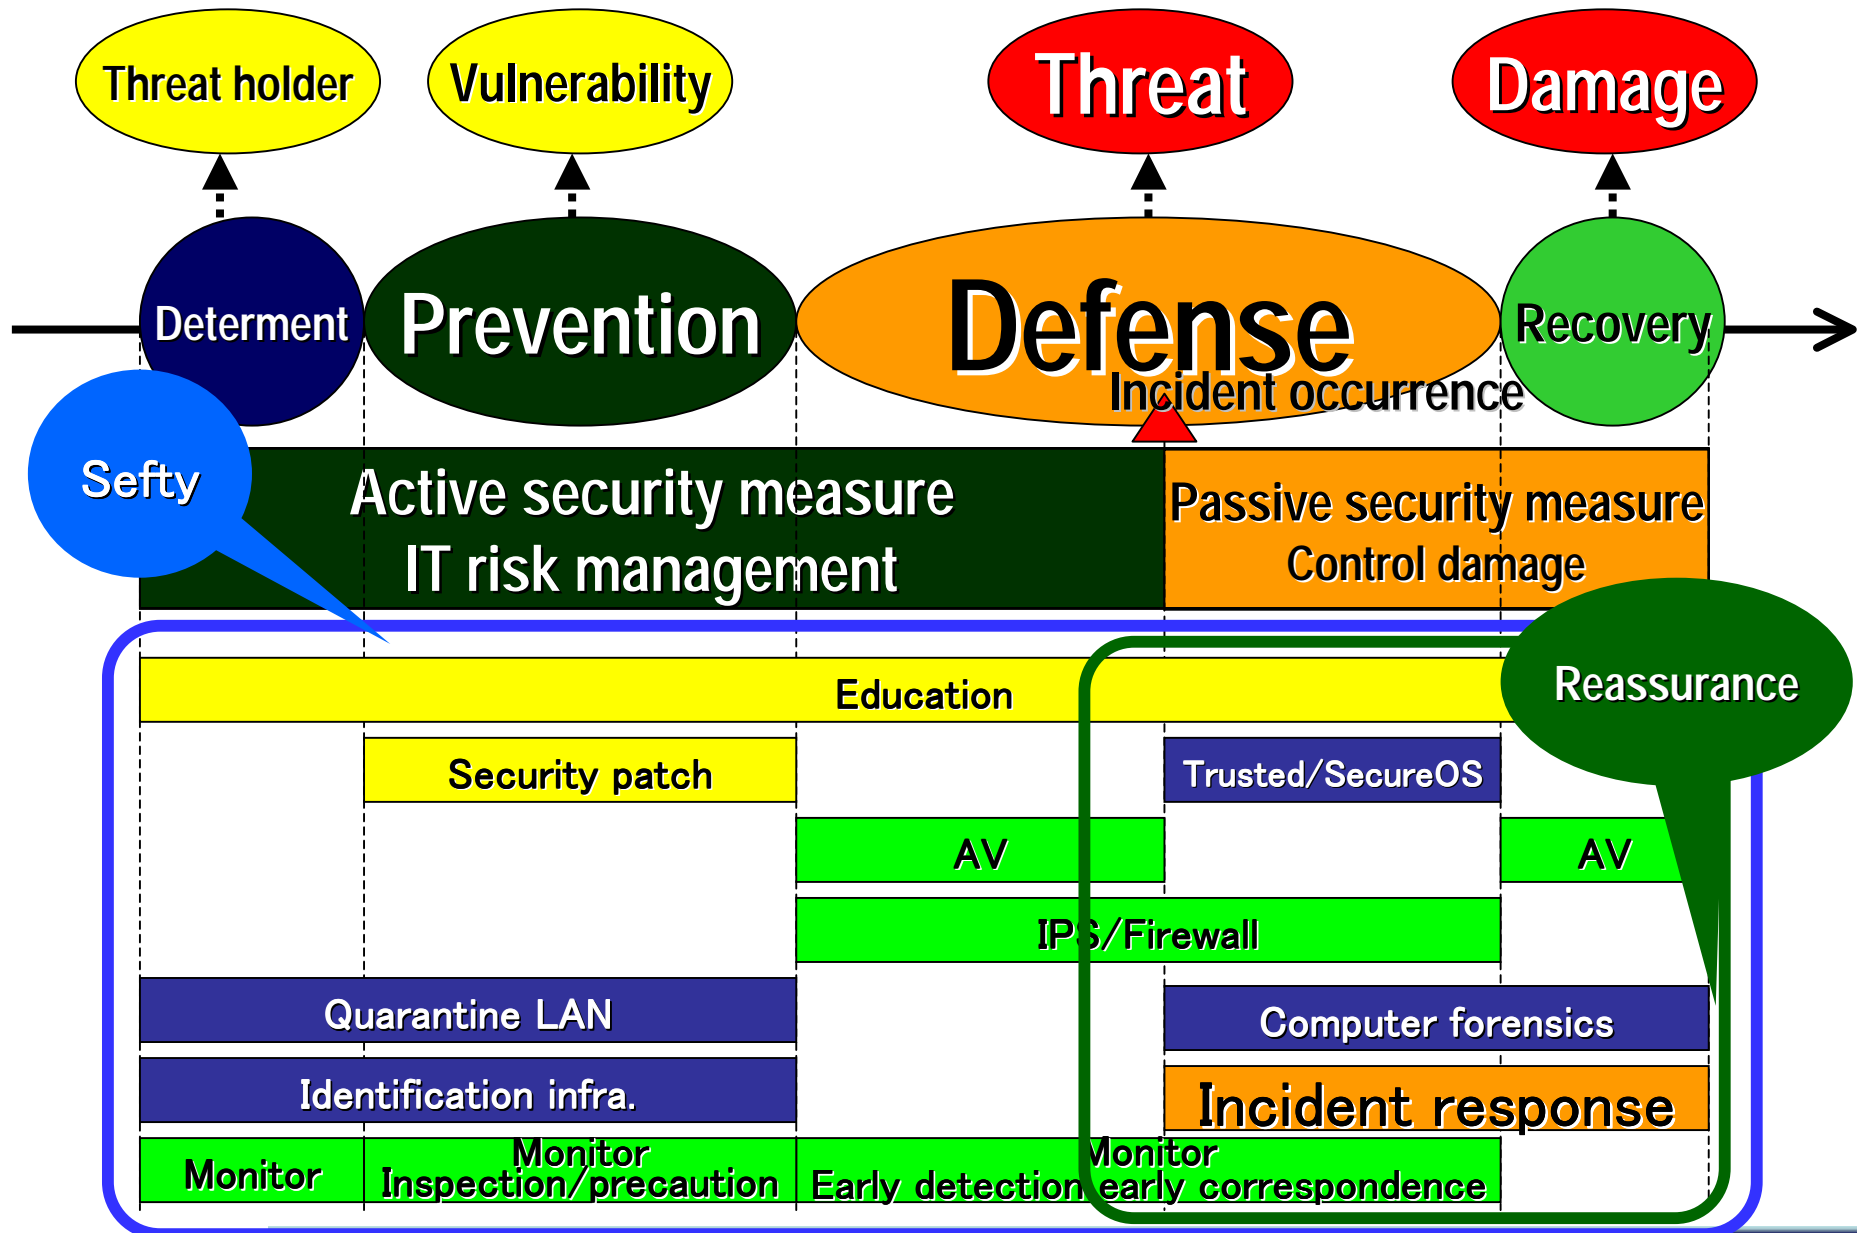 Threat holder
Vulnerability
Threat
Damage
Determent
Prevention
Defense
Recovery
Incident occurrence
Sefty
Active security measure
IT risk management
Passive security measure
Control damage
Reassurance
Education
Security patch
Trusted/SecureOS
AV
AV
IPS/Firewall
Quarantine LAN
Computer forensics
Identification infra.
Incident response
Monitor
Monitor
Inspection/precaution
Monitor
Early detection early correspondence